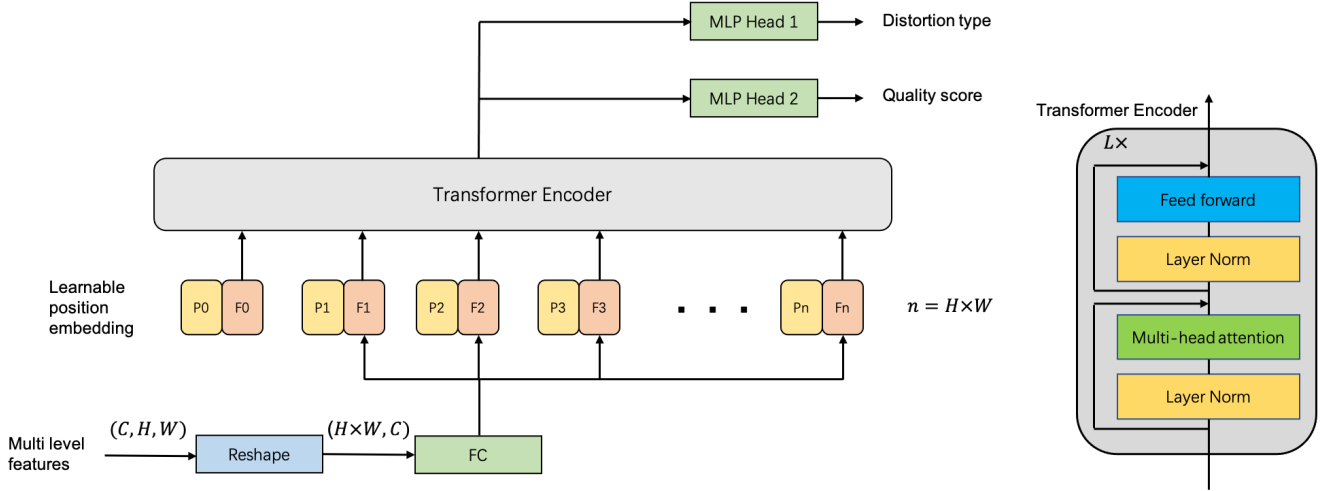 MLP Head 1
Distortion type
MLP Head 2
Quality score
Transformer Encoder
Learnable
position
embedding
P0 F0 P1 F1 P2 F2 P3 F3 . . . Pn Fn
n = H×W
Multi level
features
(C, H, W)
Reshape
(H×W, C)
FC
Transformer Encoder
L×
Feed forward
Layer Norm
Multi-head attention
Layer Norm